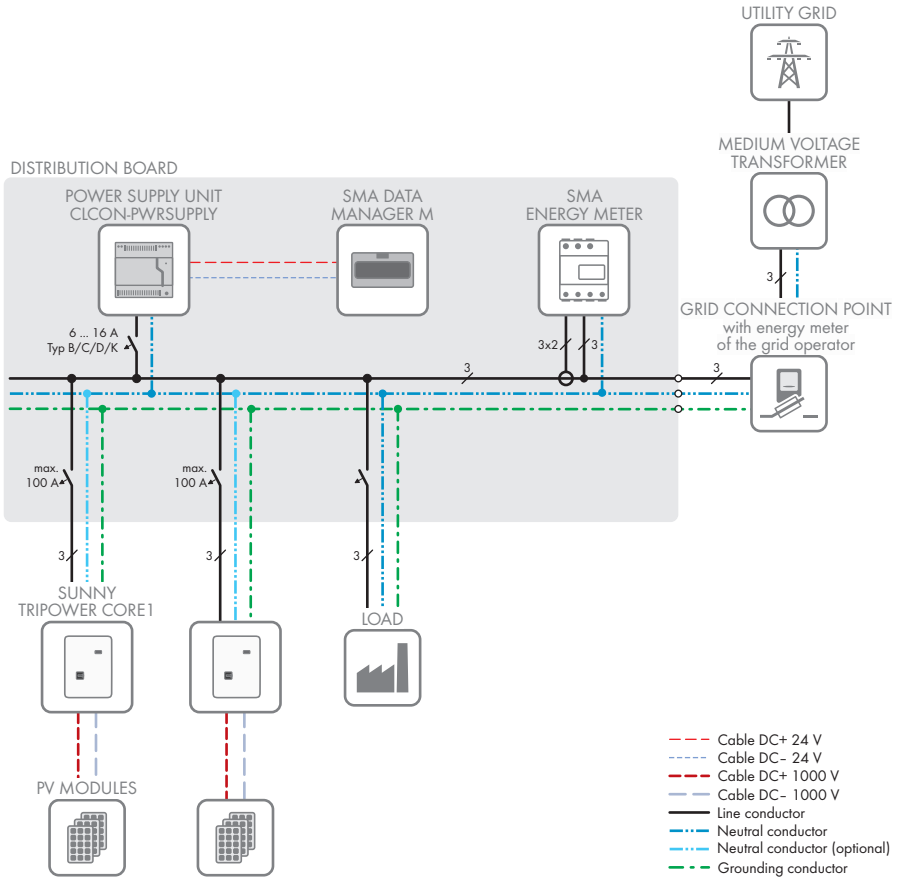 UTILITY GRID
MEDIUM VOLTAGE
TRANSFORMER
DISTRIBUTION BOARD
POWER SUPPLY UNIT
CLCON-PWRSUPPLY
SMA DATA
MANAGER M
SMA
ENERGY METER
3
GRID CONNECTION POINT
with energy meter
of the grid operator
6 ... 16 A
Typ B/C/D/K
3x2
3
3
3
max.
100 A
max.
100 A
3
3
3
SUNNY
TRIPOWER CORE1
LOAD
PV MODULES
Cable DC+ 24 V
Cable DC– 24 V
Cable DC+ 1000 V
Cable DC– 1000 V
Line conductor
Neutral conductor
Neutral conductor (optional)
Grounding conductor